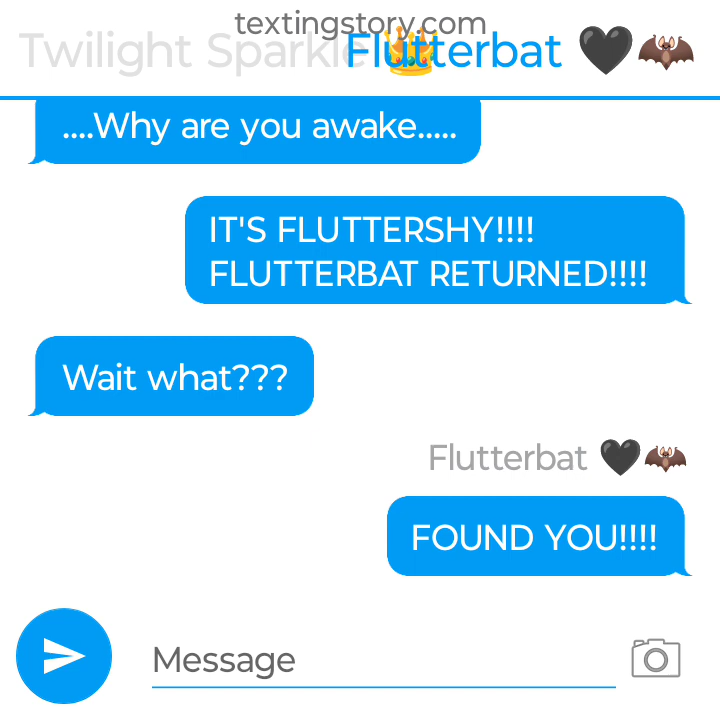 textingstory.com
Twilight Sparkle 👑 Flutterbat 🖤🦇
....Why are you awake.....
IT'S FLUTTERSHY!!!!
FLUTTERBAT RETURNED!!!!
Wait what???
Flutterbat 🖤🦇
FOUND YOU!!!!
Message